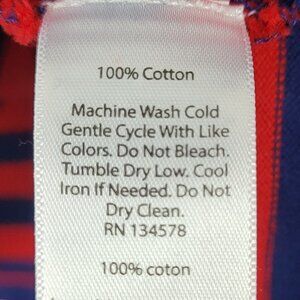 100% Cotton
Machine Wash Cold
Gentle Cycle With Like
Colors. Do Not Bleach.
Tumble Dry Low. Cool
Iron If Needed. Do Not
Dry Clean.
RN 134578
100% coton